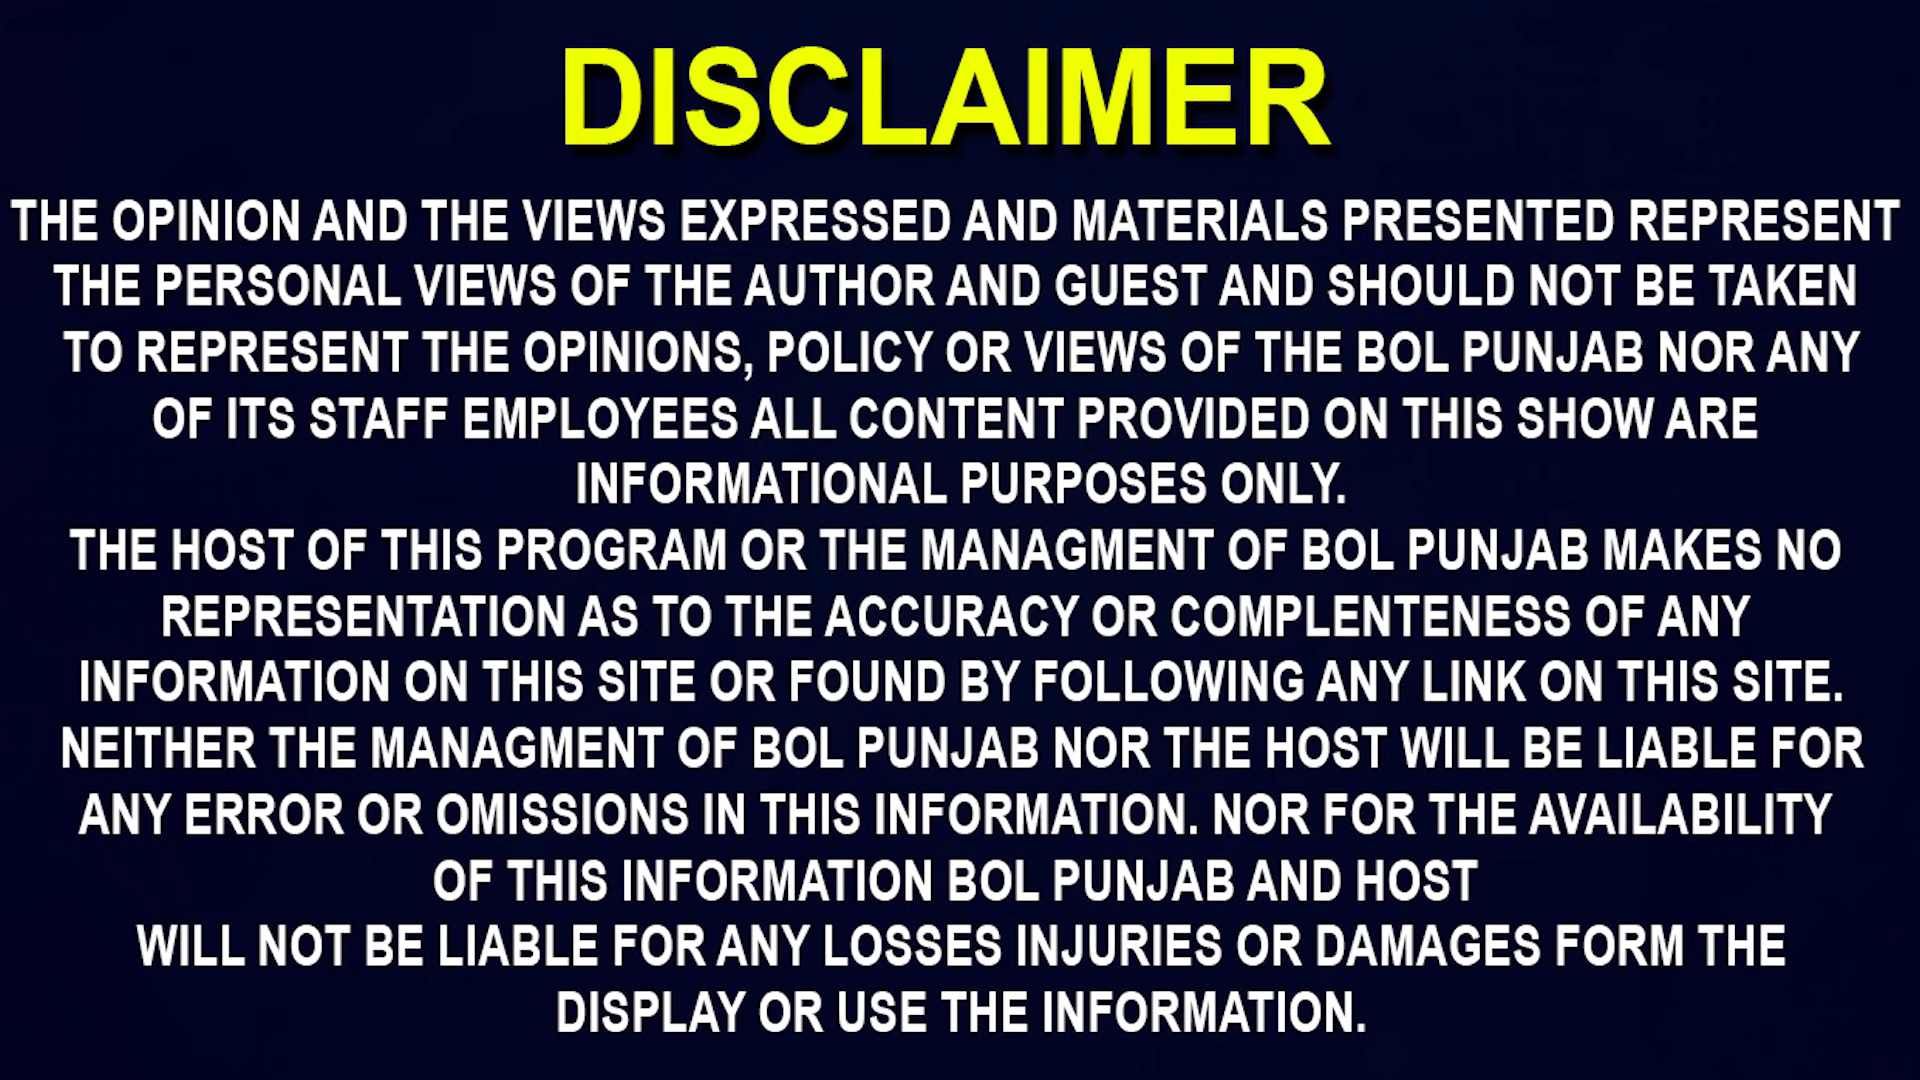 DISCLAIMER
THE OPINION AND THE VIEWS EXPRESSED AND MATERIALS PRESENTED REPRESENT
THE PERSONAL VIEWS OF THE AUTHOR AND GUEST AND SHOULD NOT BE TAKEN
TO REPRESENT THE OPINIONS, POLICY OR VIEWS OF THE BOL PUNJAB NOR ANY
OF ITS STAFF EMPLOYEES ALL CONTENT PROVIDED ON THIS SHOW ARE
INFORMATIONAL PURPOSES ONLY.
THE HOST OF THIS PROGRAM OR THE MANAGMENT OF BOL PUNJAB MAKES NO
REPRESENTATION AS TO THE ACCURACY OR COMPLENTENESS OF ANY
INFORMATION ON THIS SITE OR FOUND BY FOLLOWING ANY LINK ON THIS SITE.
NEITHER THE MANAGMENT OF BOL PUNJAB NOR THE HOST WILL BE LIABLE FOR
ANY ERROR OR OMISSIONS IN THIS INFORMATION. NOR FOR THE AVAILABILITY
OF THIS INFORMATION BOL PUNJAB AND HOST
WILL NOT BE LIABLE FOR ANY LOSSES INJURIES OR DAMAGES FORM THE
DISPLAY OR USE THE INFORMATION.